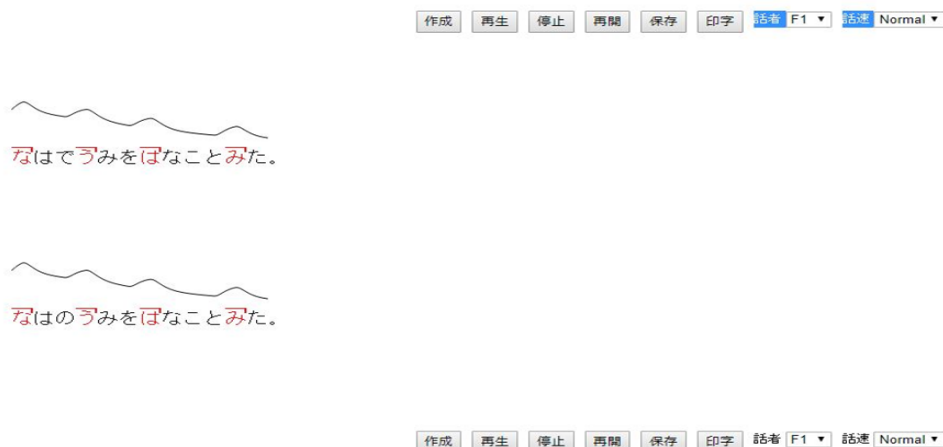 作成 再生 停止 再開 保存 印字 話者 F1 話速 Normal
なはでうみをはなことみた。
なはのうみをはなことみた。
作成 再生 停止 再開 保存 印字 話者 F1 話速 Normal